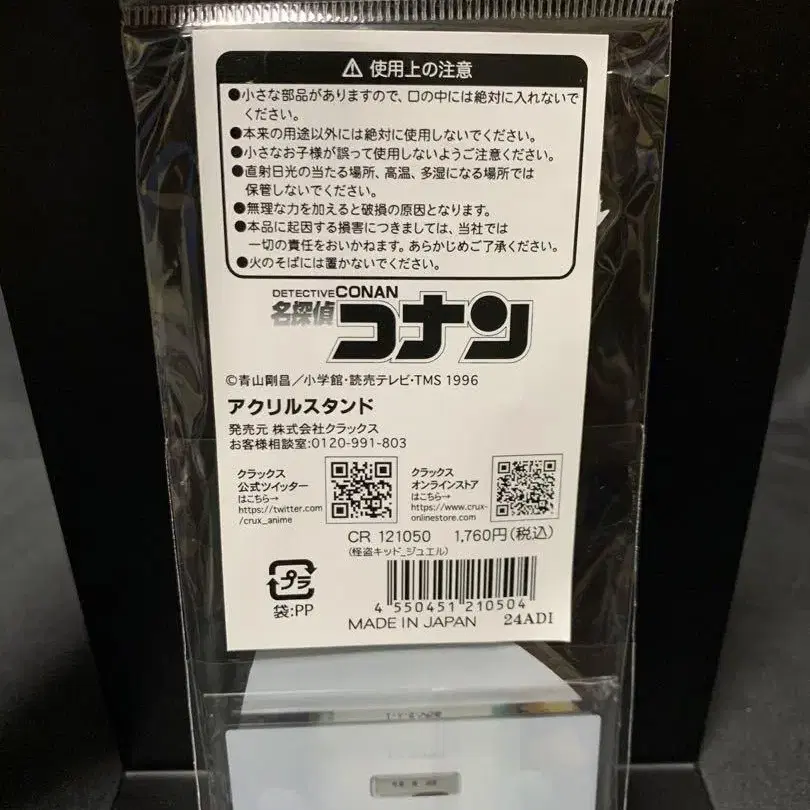 ⚠ 使用上の注意
●小さな部品がありますので、口の中には絶対に入れないで
ください。
●本来の用途以外には絶対に使用しないでください。
●小さなお子様が誤って使用しないようご注意ください。
●直射日光の当たる場所、高温、多湿になる場所では
保管しないでください。
●無理な力を加えると破損の原因となります。
●本品に起因する損害につきましては、当社では
一切の責任をおいかねます。あらかじめご了承ください。
●火のそばには置かないでください。
DETECTIVE CONAN
名探偵コナン
©青山剛昌/小学館・読売テレビ・TMS 1996
アクリルスタンド
発売元 株式会社クラックス
お客様相談室:0120-991-803
クラックス
公式ツイッター
はこちら→
https://twitter.com
/crux_anime
クラックス
オンラインストア
はこちら→
https://www.crux-
onlinestore.com
CR 121050 1,760円(税込)
(怪盗キッド_ジュエル)
プラ
袋:PP
4 550451 210504
MADE IN JAPAN 24ADI